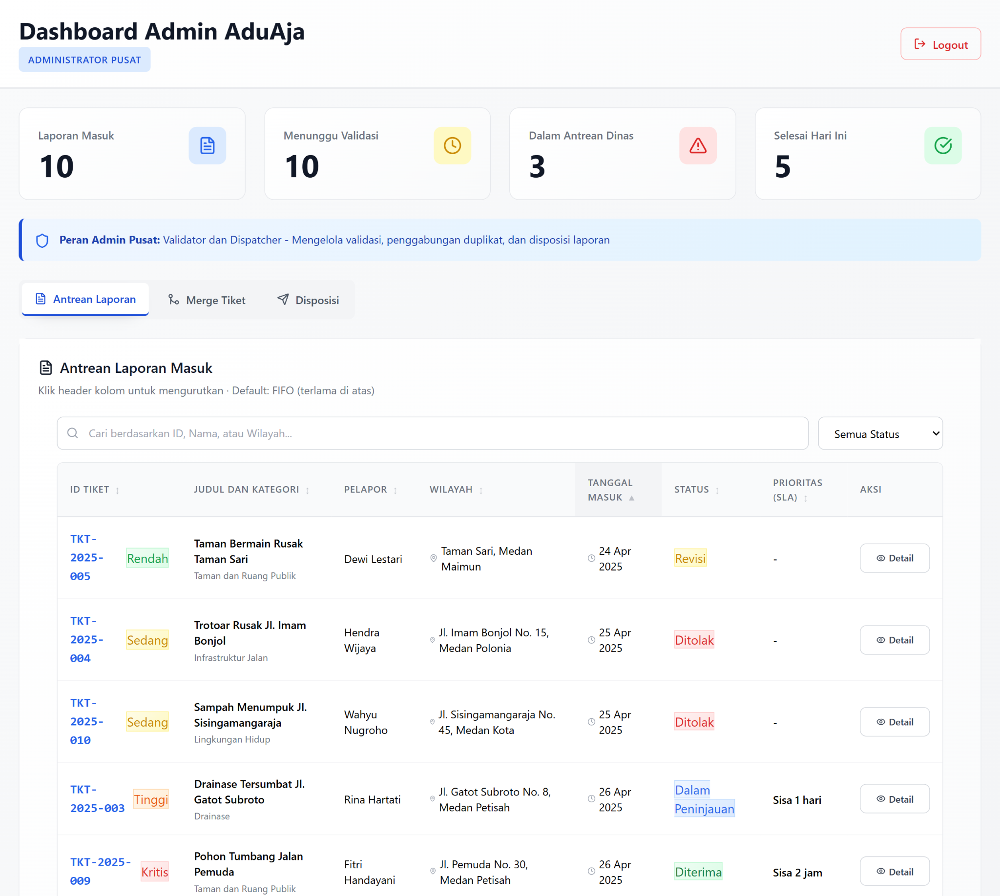 Dashboard Admin AduAja
ADMINISTRATOR PUSAT
Logout
Laporan Masuk
10
Menunggu Validasi
10
Dalam Antrean Dinas
3
Selesai Hari Ini
5
Peran Admin Pusat: Validator dan Dispatcher - Mengelola validasi, penggabungan duplikat, dan disposisi laporan
Antrean Laporan
Merge Tiket
Disposisi
Antrean Laporan Masuk
Klik header kolom untuk mengurutkan · Default: FIFO (terlama di atas)
Cari berdasarkan ID, Nama, atau Wilayah...
Semua Status
ID TIKET ↕
JUDUL DAN KATEGORI ↕
PELAPOR ↕
WILAYAH ↕
TANGGAL
MASUK ▲
STATUS ↕
PRIORITAS
(SLA) ↕
AKSI
TKT-
2025-
005
Rendah
Taman Bermain Rusak
Taman Sari
Taman dan Ruang Publik
Dewi Lestari
Taman Sari, Medan
Maimun
24 Apr
2025
Revisi
-
Detail
TKT-
2025-
004
Sedang
Trotoar Rusak Jl. Imam
Bonjol
Infrastruktur Jalan
Hendra
Wijaya
Jl. Imam Bonjol No. 15,
Medan Polonia
25 Apr
2025
Ditolak
-
Detail
TKT-
2025-
010
Sedang
Sampah Menumpuk Jl.
Sisingamangaraja
Lingkungan Hidup
Wahyu
Nugroho
Jl. Sisingamangaraja No.
45, Medan Kota
25 Apr
2025
Ditolak
-
Detail
TKT-
2025-003
Tinggi
Drainase Tersumbat Jl.
Gatot Subroto
Drainase
Rina Hartati
Jl. Gatot Subroto No. 8,
Medan Petisah
26 Apr
2025
Dalam
Peninjauan
Sisa 1 hari
Detail
TKT-2025-
009
Kritis
Pohon Tumbang Jalan
Pemuda
Taman dan Ruang Publik
Fitri
Handayani
Jl. Pemuda No. 30,
Medan Petisah
26 Apr
2025
Diterima
Sisa 2 jam
Detail